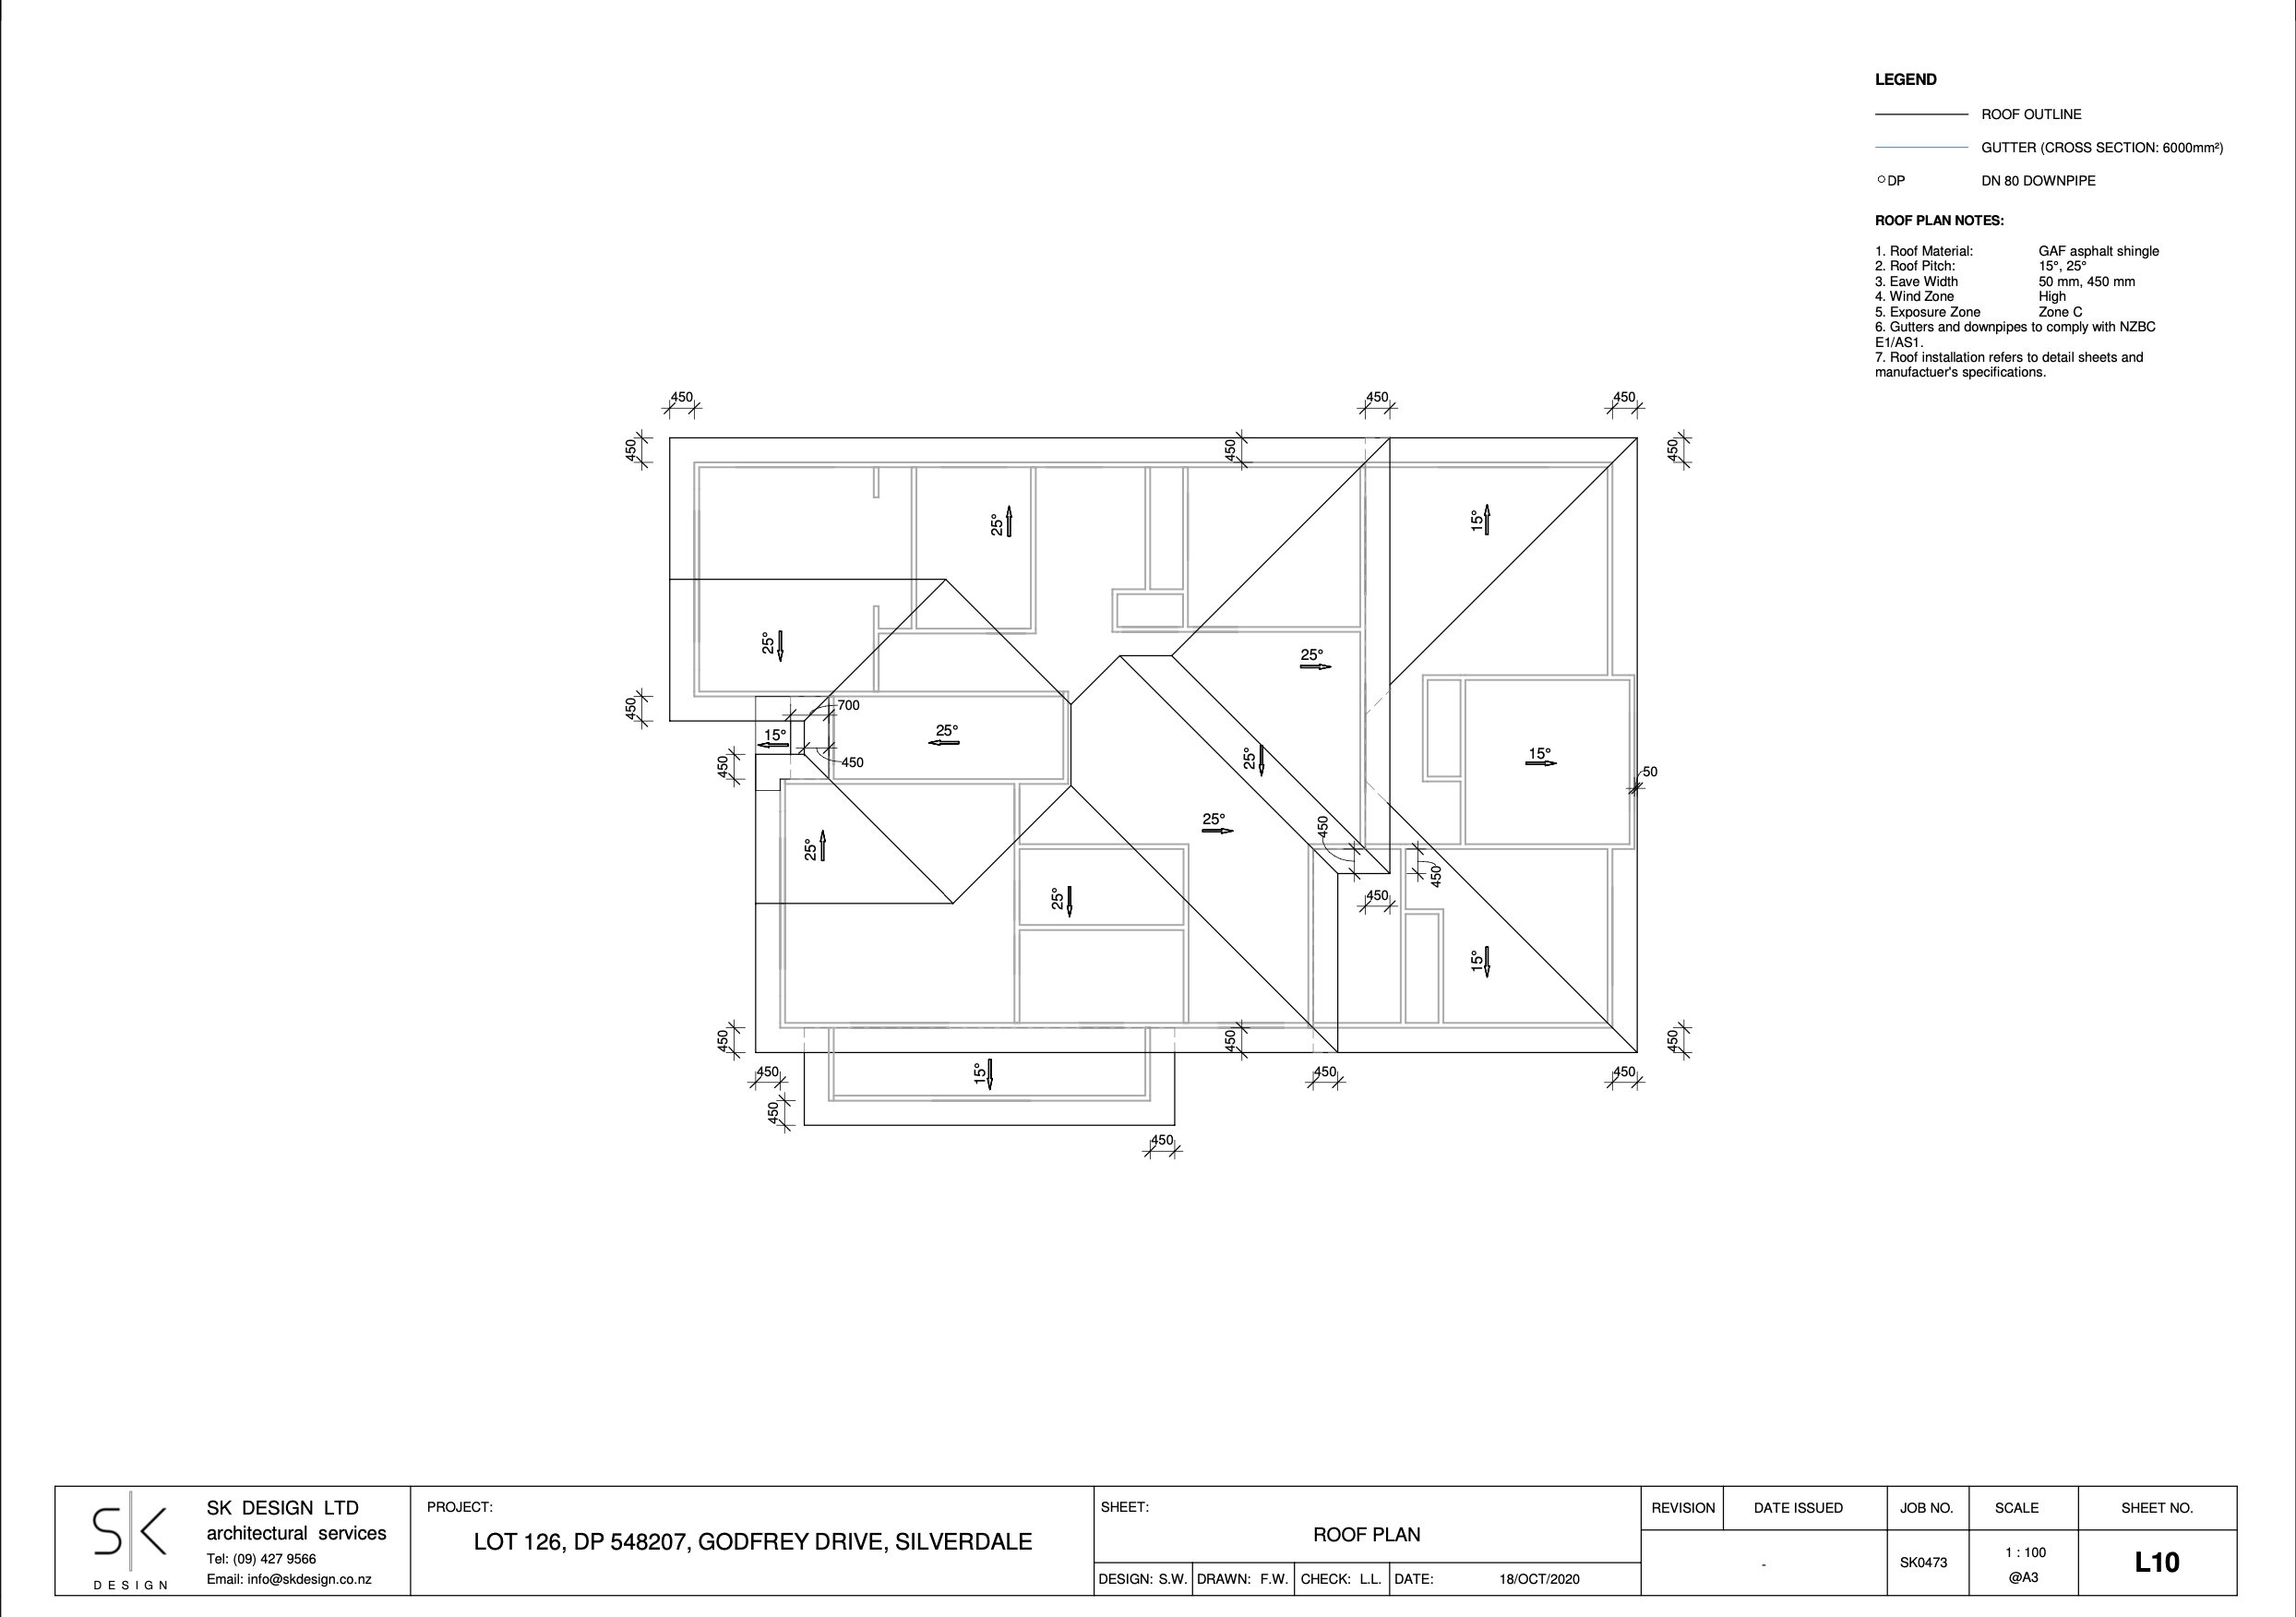 LEGEND
ROOF OUTLINE
GUTTER (CROSS SECTION: 6000mm²)
DP DN 80 DOWNPIPE
ROOF PLAN NOTES:
1. Roof Material: GAF asphalt shingle
2. Roof Pitch: 15°, 25°
3. Eave Width 50 mm, 450 mm
4. Wind Zone High
5. Exposure Zone Zone C
6. Gutters and downpipes to comply with NZBC
E1/AS1.
7. Roof installation refers to detail sheets and
manufactuer's specifications.
450 450 450
450 450 450
25° 15°
25° 25°
450 700
15° 25° 25° 15°
450 450 50
25° 25° 450
450
25° 450
15°
450 450 450
15°
450 450 450
450
450
SK DESIGN LTD
architectural services
Tel: (09) 427 9566
Email: info@skdesign.co.nz
SK
DESIGN
PROJECT:
LOT 126, DP 548207, GODFREY DRIVE, SILVERDALE
SHEET:
ROOF PLAN
DESIGN: S.W. DRAWN: F.W. CHECK: L.L. DATE: 18/OCT/2020
REVISION DATE ISSUED JOB NO. SCALE SHEET NO.
- SK0473 1 : 100 L10
@A3